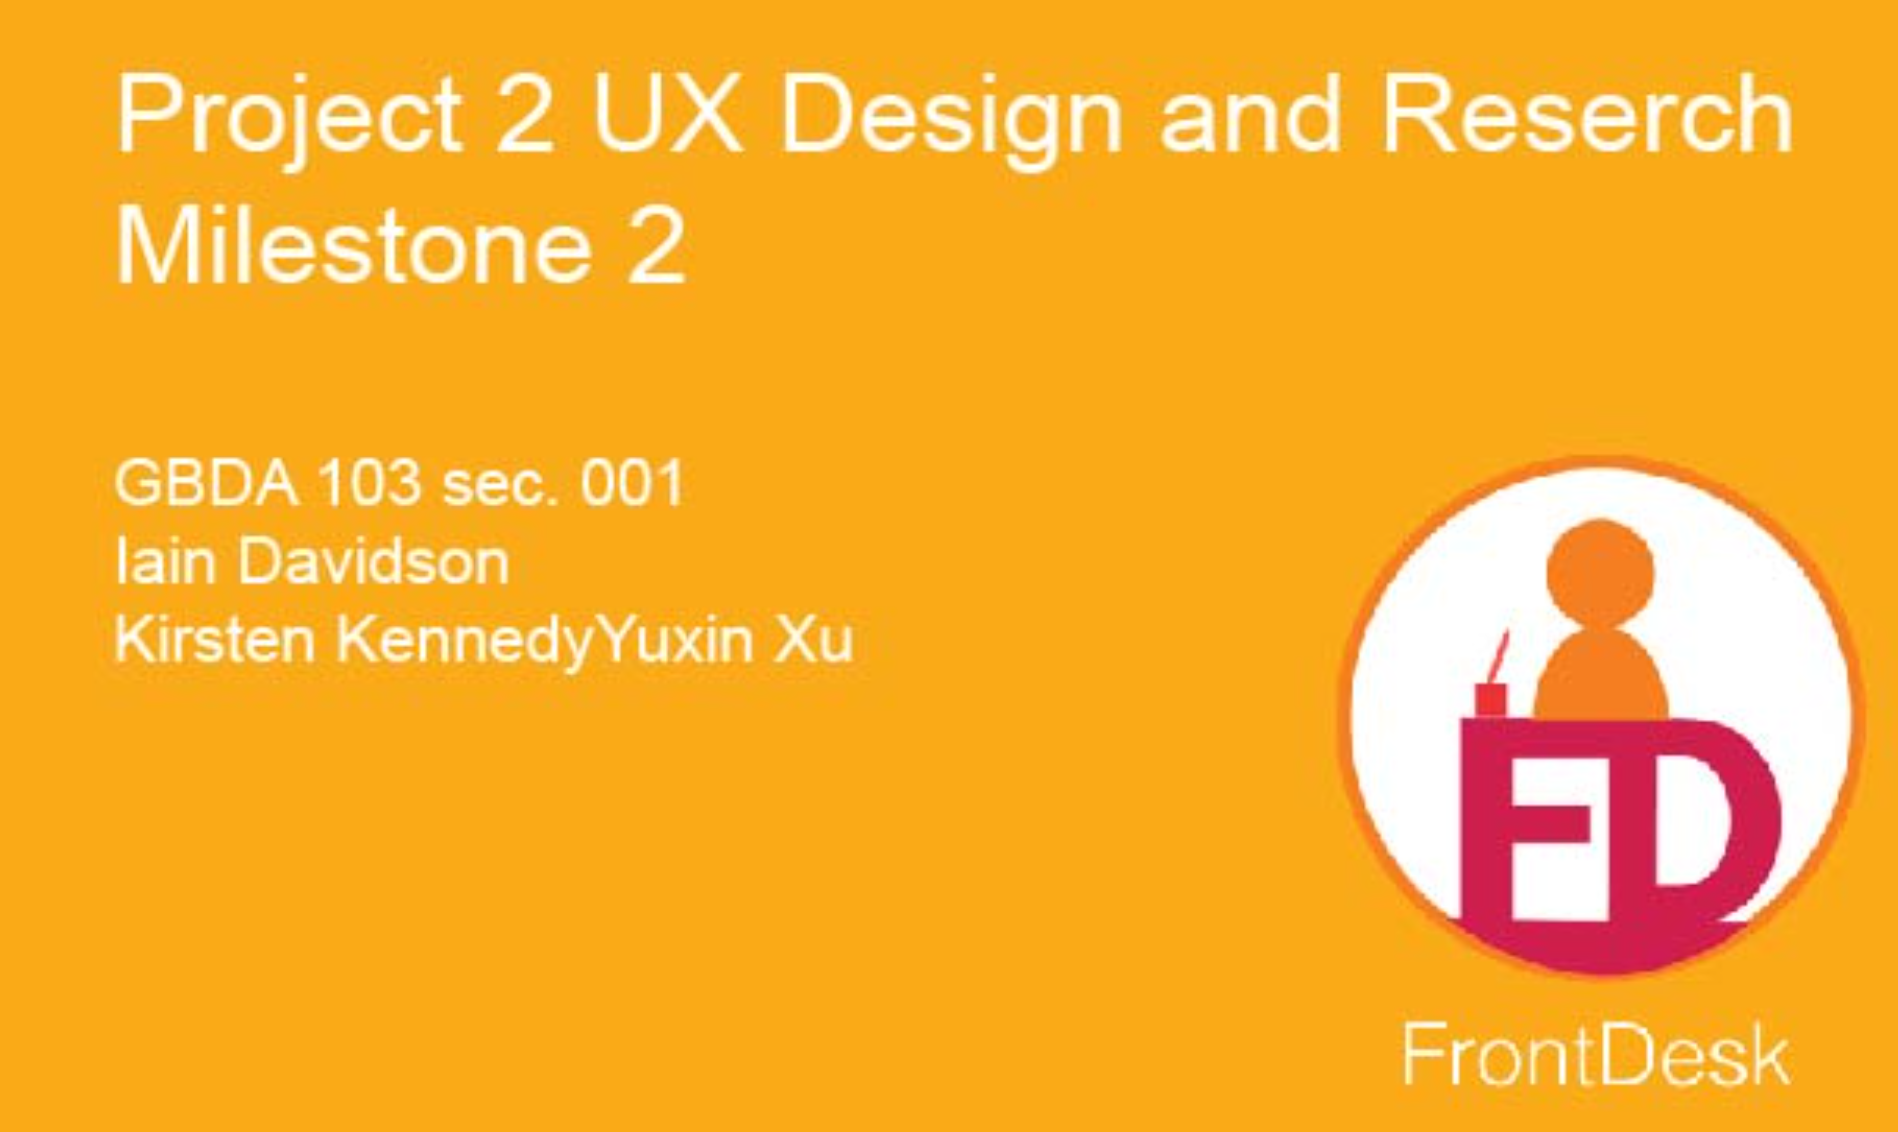 Project 2 UX Design and Reserch
Milestone 2
GBDA 103 sec. 001
Iain Davidson
Kirsten KennedyYuxin Xu
FD
FrontDesk